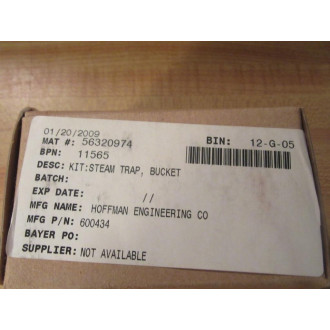 01/20/2009
MAT #: 56320974 BIN: 12-G-05
BPN: 11565
DESC: KIT:STEAM TRAP, BUCKET
BATCH:
EXP DATE: //
MFG NAME: HOFFMAN ENGINEERING CO
MFG P/N: 600434
BAYER PO:
SUPPLIER: NOT AVAILABLE